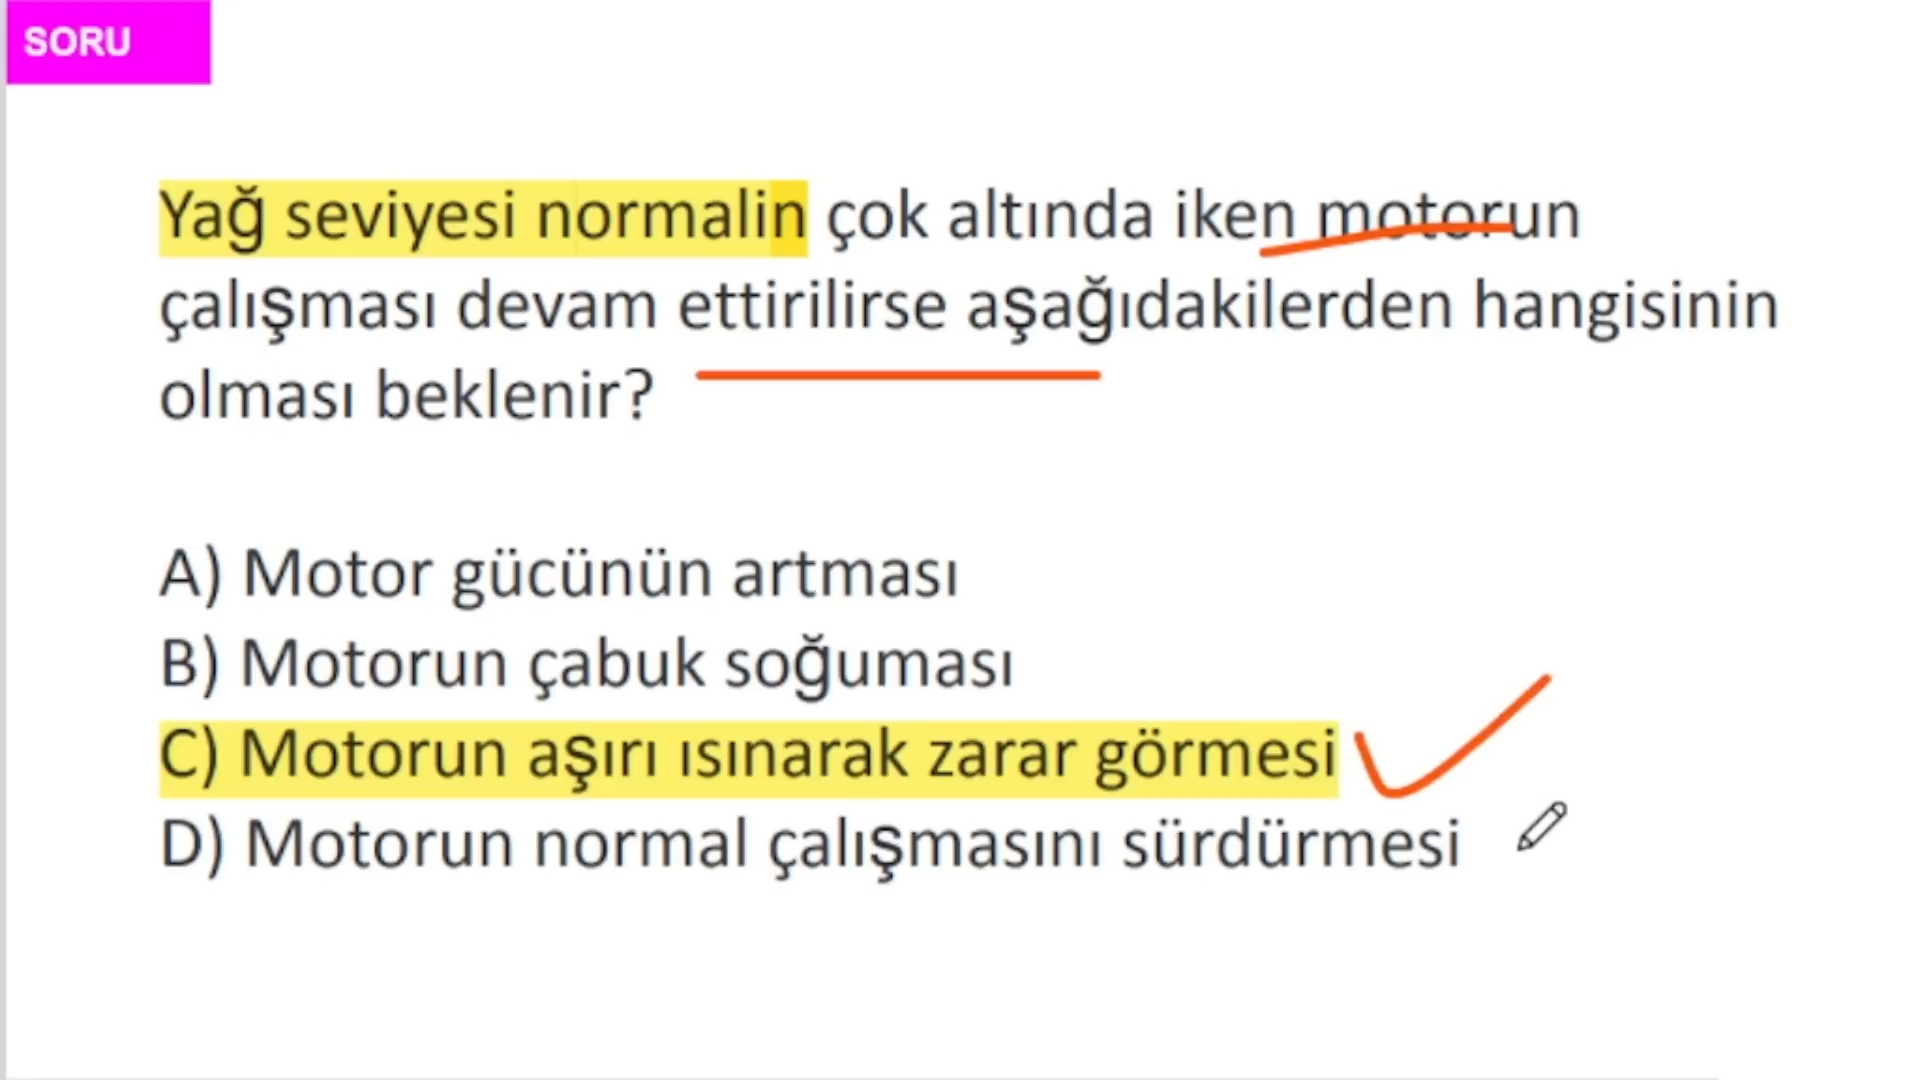 SORU
Yağ seviyesi normalin çok altında iken motorun
çalışması devam ettirilirse aşağıdakilerden hangisinin
olması beklenir?
A) Motor gücünün artması
B) Motorun çabuk soğuması
C) Motorun aşırı ısınarak zarar görmesi
D) Motorun normal çalışmasını sürdürmesi